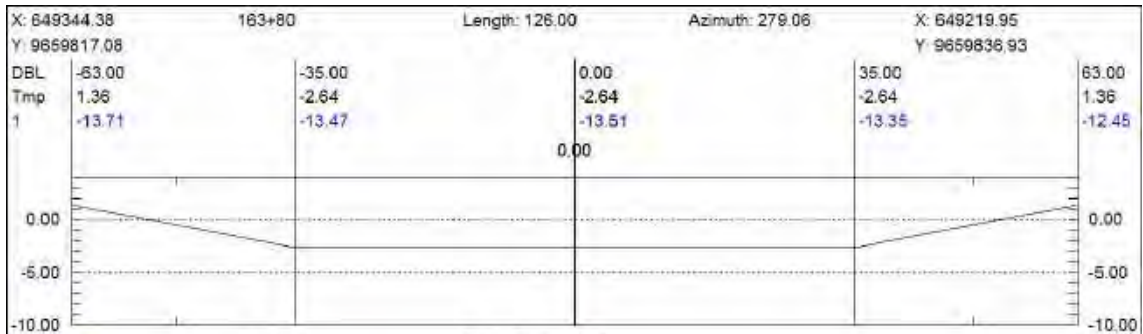 X: 649344.38 163+80 Length: 126.00 Azimuth: 279.06 X: 649219.95
Y: 9659817.08 Y: 9659836.93
DBL -63.00 -35.00 0.00 35.00 63.00
Tmp 1.36 -2.64 -2.64 -2.64 1.36
1 -13.71 -13.47 -13.51 -13.35 -12.45
0.00
0.00 0.00
-5.00 -5.00
-10.00 -10.00